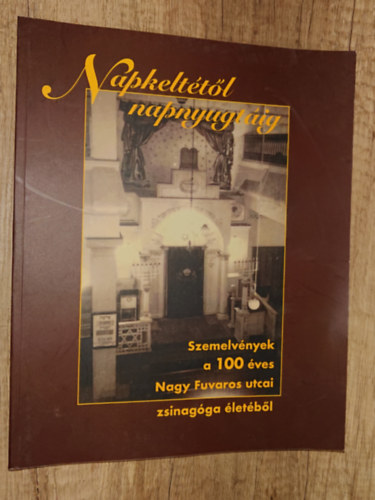 Napkeltétől
napnyugtáig
Szemelvények
a 100 éves
Nagy Fuvaros utcai
zsinagóga életéből